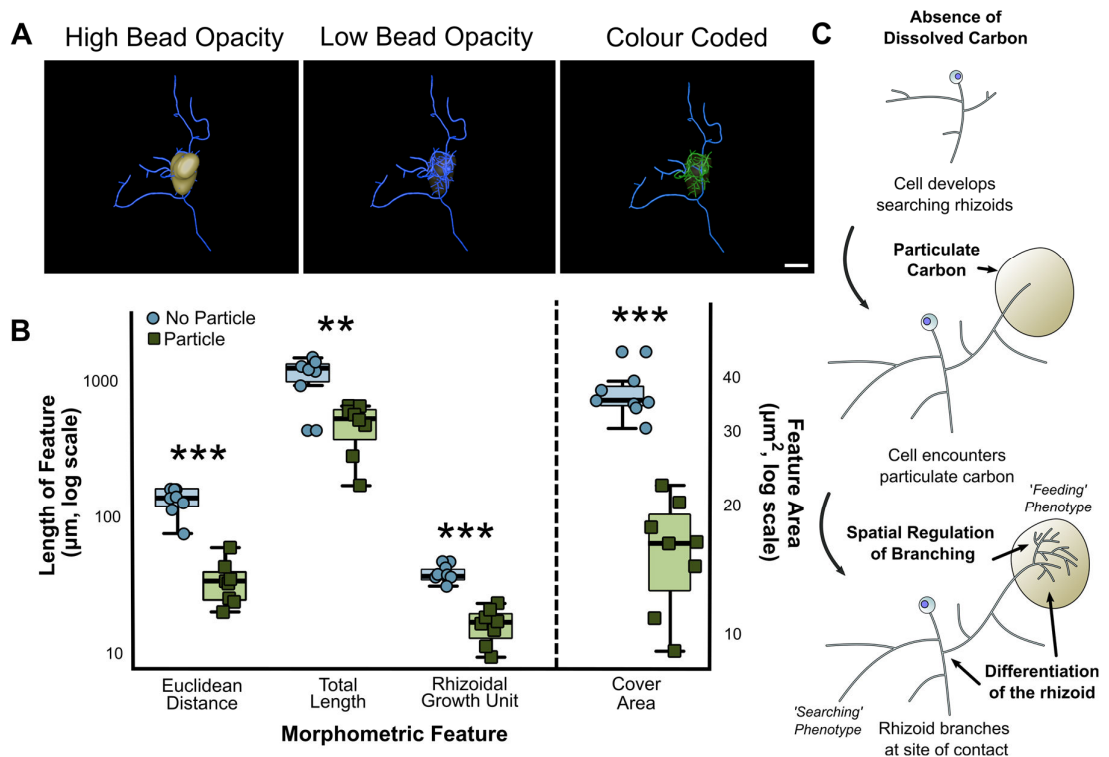 A
High Bead Opacity
Low Bead Opacity
Colour Coded
B
No Particle
Particle
***
**
***
***
1000
100
10
Length of Feature
(µm, log scale)
40
30
20
10
Feature Area
(µm², log scale)
Euclidean
Distance
Total
Length
Rhizoidal
Growth Unit
Cover
Area
Morphometric Feature
C
Absence of
Dissolved Carbon
Cell develops
searching rhizoids
Particulate
Carbon
Cell encounters
particulate carbon
'Feeding'
Phenotype
Spatial Regulation
of Branching
Differentiation
of the rhizoid
'Searching'
Phenotype
Rhizoid branches
at site of contact